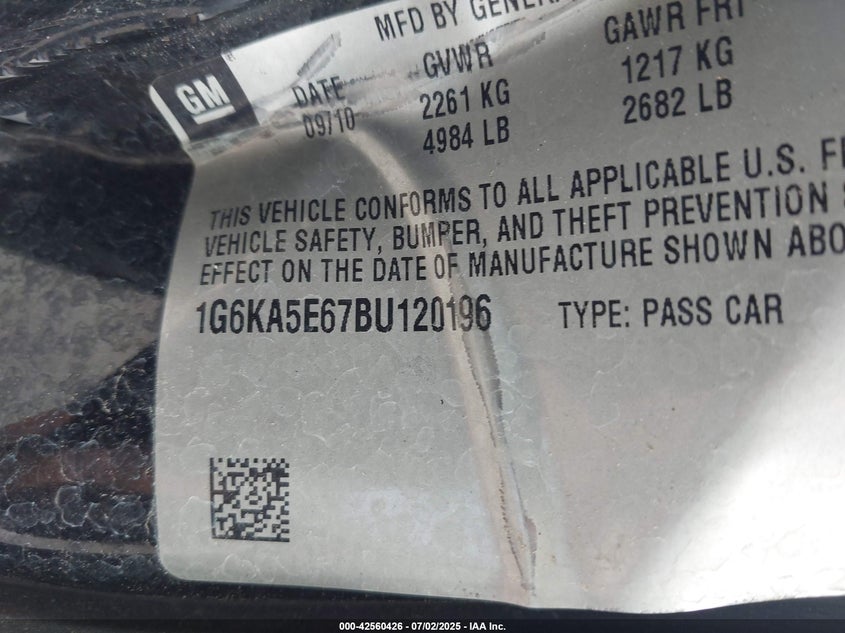 GM
MFD BY GENERA
DATE GVWR GAWR FRT
09/10 2261 KG 1217 KG
4984 LB 2682 LB
THIS VEHICLE CONFORMS TO ALL APPLICABLE U.S. FE
VEHICLE SAFETY, BUMPER, AND THEFT PREVENTION
EFFECT ON THE DATE OF MANUFACTURE SHOWN ABO
1G6KA5E67BU120196 TYPE: PASS CAR
000-42560426 - 07/02/2025 - IAA Inc.